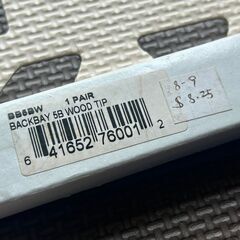 BB5BW 1 PAIR
BACKBAY 5B WOOD TIP
6 41652 76001 2
8-9
$8.25